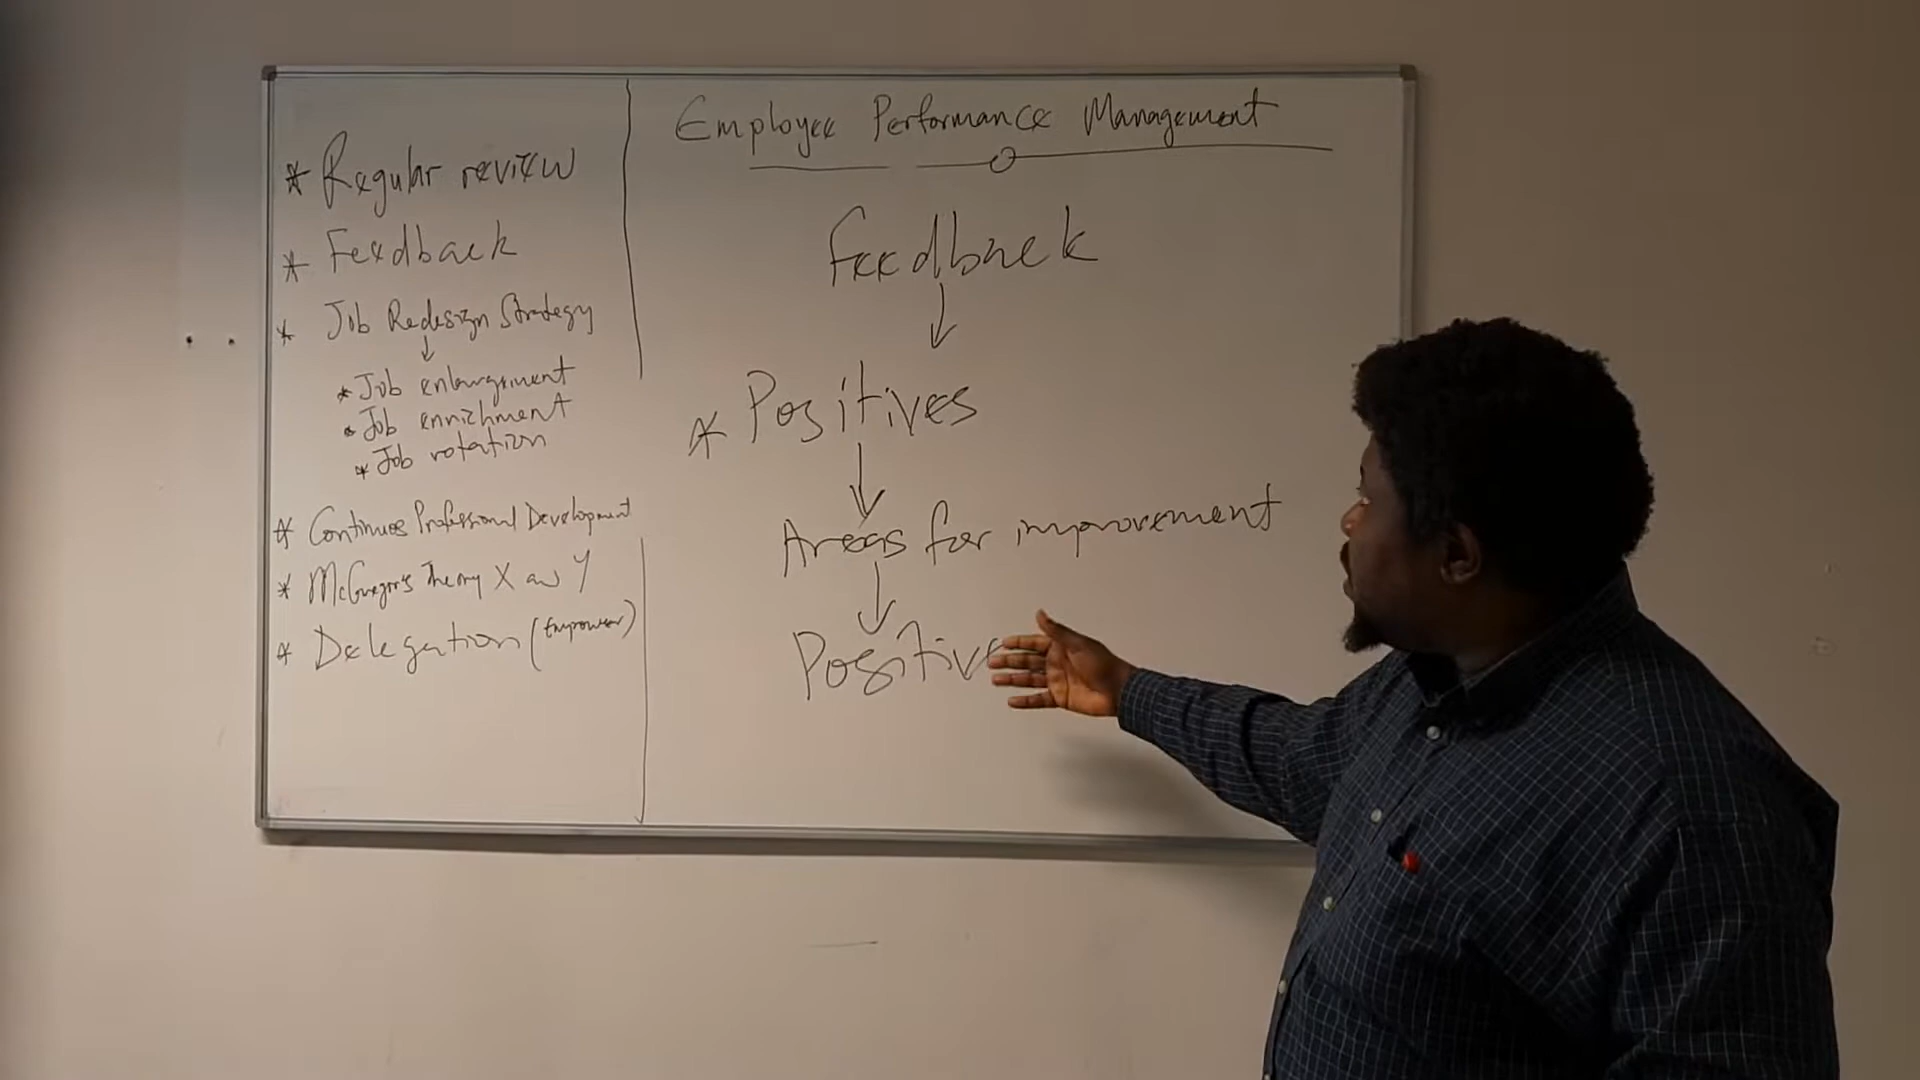 * Regular review
* Feedback
* Job Redesign Strategy
↓
* Job enlargement
* Job enrichment
* Job rotation
* Continues Professional Development
* McGregor's Theory X and Y
* Delegation (Empower)
Employee Performance Management
Feedback
↓
* Positives
↓
Areas for improvement
↓
Positive